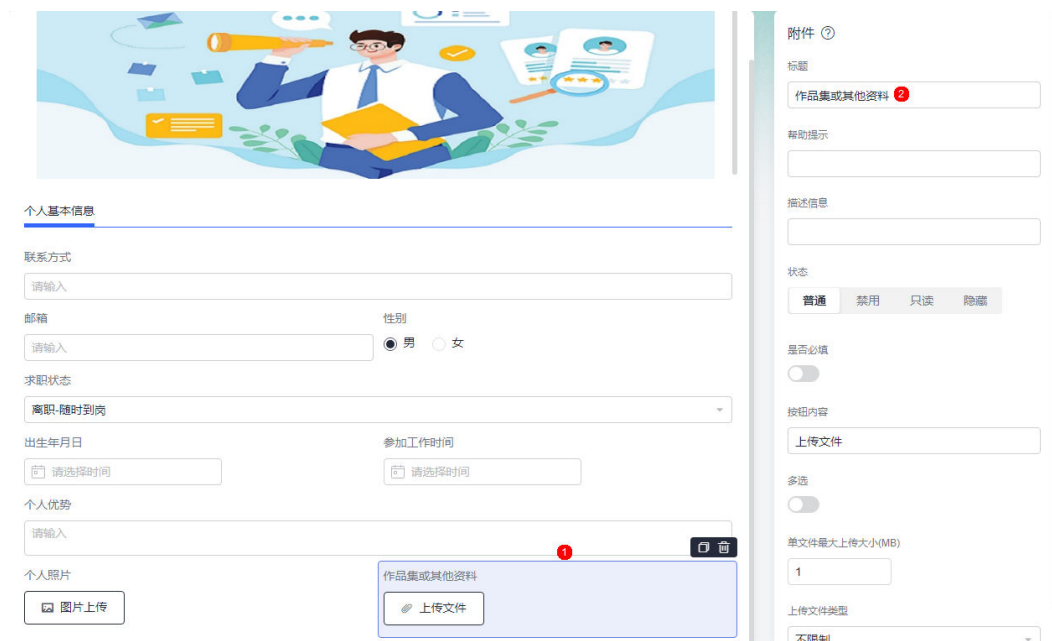 附件
标题
作品集或其他资料 2
帮助提示
描述信息
状态
普通 禁用 只读 隐藏
是否必填
按钮内容
上传文件
多选
单文件最大上传大小(MB)
1
上传文件类型
不限制
个人基本信息
联系方式
请输入
邮箱 性别
请输入 男 女
求职状态
离职-随时到岗
出生年月日 参加工作时间
请选择时间 请选择时间
个人优势
请输入
1
个人照片 作品集或其他资料
图片上传 上传文件